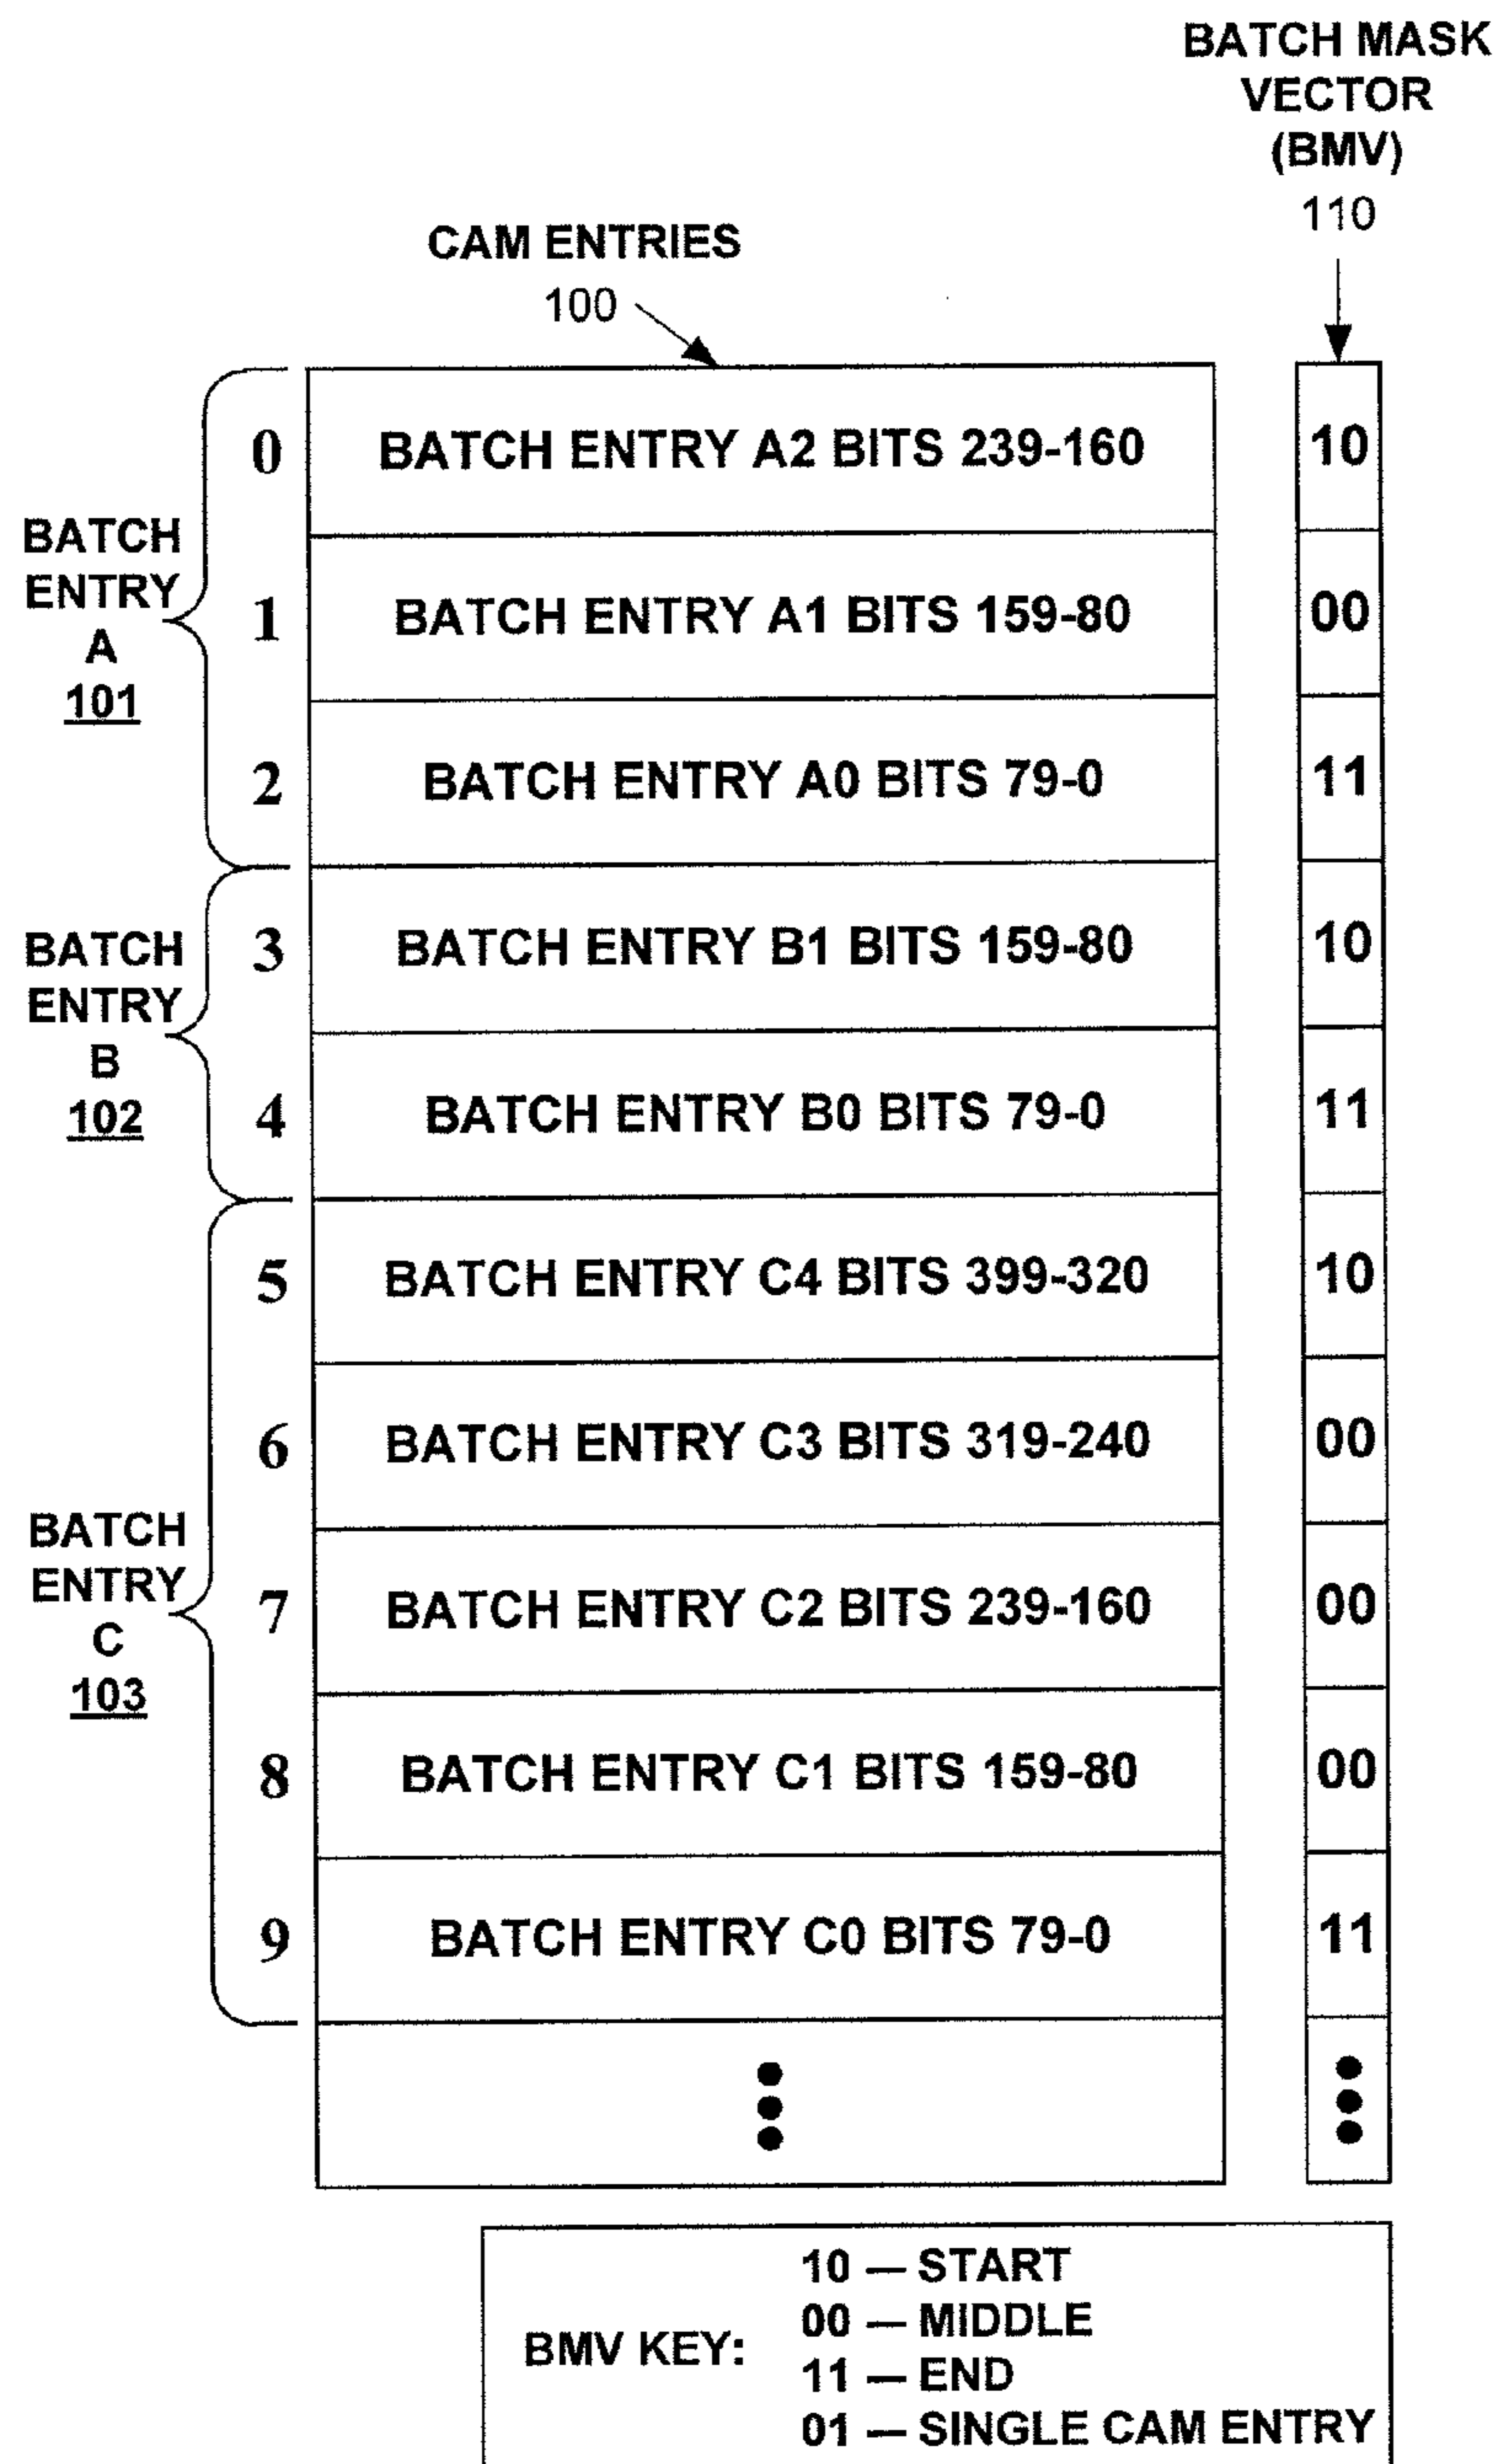 BATCH MASK
VECTOR
(BMV)
110
CAM ENTRIES
100
BATCH
ENTRY
A
101
0 BATCH ENTRY A2 BITS 239-160 10
1 BATCH ENTRY A1 BITS 159-80 00
2 BATCH ENTRY A0 BITS 79-0 11
BATCH
ENTRY
B
102
3 BATCH ENTRY B1 BITS 159-80 10
4 BATCH ENTRY B0 BITS 79-0 11
BATCH
ENTRY
C
103
5 BATCH ENTRY C4 BITS 399-320 10
6 BATCH ENTRY C3 BITS 319-240 00
7 BATCH ENTRY C2 BITS 239-160 00
8 BATCH ENTRY C1 BITS 159-80 00
9 BATCH ENTRY C0 BITS 79-0 11
BMV KEY:
10 — START
00 — MIDDLE
11 — END
01 — SINGLE CAM ENTRY